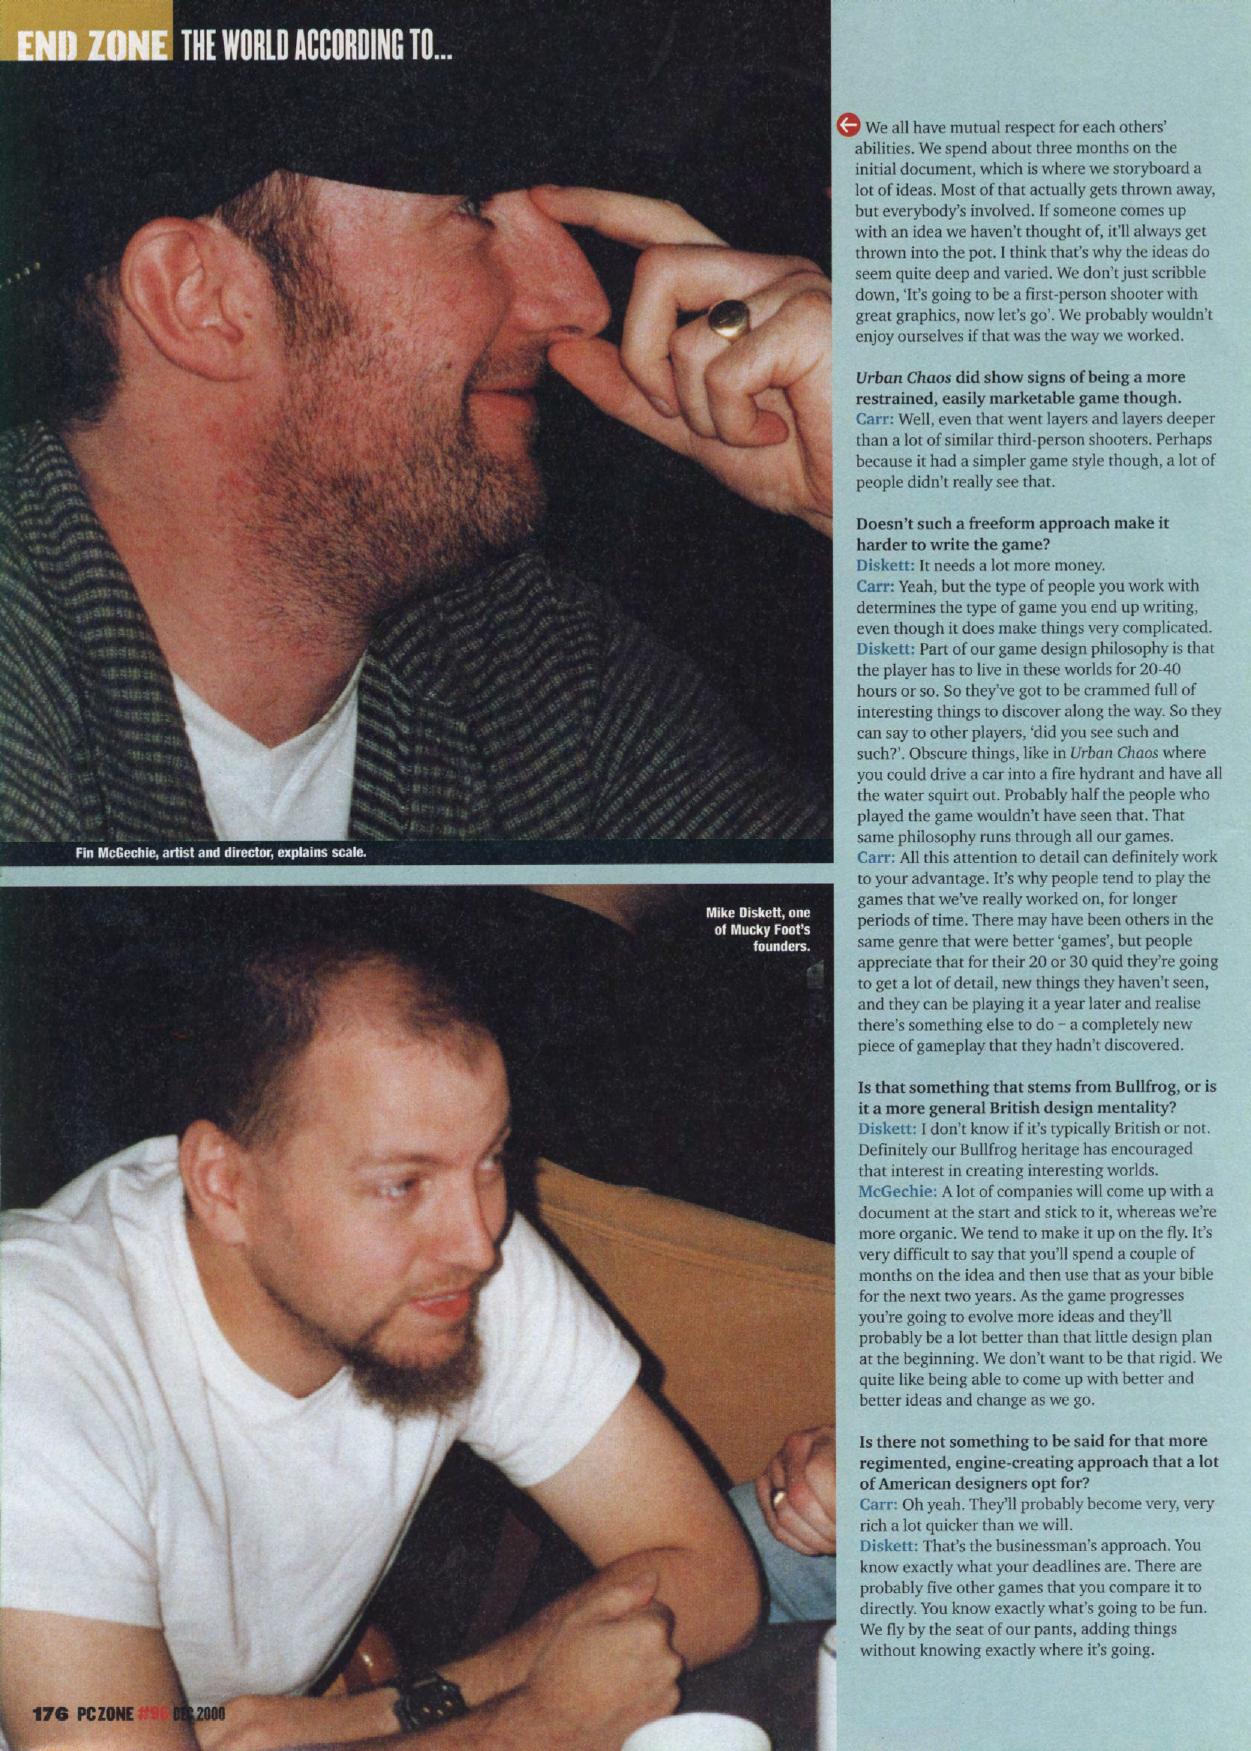 END ZONE THE WORLD ACCORDING TO...
We all have mutual respect for each others'
abilities. We spend about three months on the
initial document, which is where we storyboard a
lot of ideas. Most of that actually gets thrown away,
but everybody's involved. If someone comes up
with an idea we haven't thought of, it'll always get
thrown into the pot. I think that's why the ideas do
seem quite deep and varied. We don't just scribble
down, 'It's going to be a first-person shooter with
great graphics, now let's go'. We probably wouldn't
enjoy ourselves if that was the way we worked.
Urban Chaos did show signs of being a more
restrained, easily marketable game though.
Carr: Well, even that went layers and layers deeper
than a lot of similar third-person shooters. Perhaps
because it had a simpler game style though, a lot of
people didn't really see that.
Doesn't such a freeform approach make it
harder to write the game?
Diskett: It needs a lot more money.
Carr: Yeah, but the type of people you work with
determines the type of game you end up writing,
even though it does make things very complicated.
Diskett: Part of our game design philosophy is that
the player has to live in these worlds for 20-40
hours or so. So they've got to be crammed full of
interesting things to discover along the way. So they
can say to other players, 'did you see such and
such?'. Obscure things, like in Urban Chaos where
you could drive a car into a fire hydrant and have all
the water squirt out. Probably half the people who
played the game wouldn't have seen that. That
same philosophy runs through all our games.
Carr: All this attention to detail can definitely work
to your advantage. It's why people tend to play the
games that we've really worked on, for longer
periods of time. There may have been others in the
same genre that were better 'games', but people
appreciate that for their 20 or 30 quid they're going
to get a lot of detail, new things they haven't seen,
and they can be playing it a year later and realise
there's something else to do – a completely new
piece of gameplay that they hadn't discovered.
Is that something that stems from Bullfrog, or is
it a more general British design mentality?
Diskett: I don't know if it's typically British or not.
Definitely our Bullfrog heritage has encouraged
that interest in creating interesting worlds.
McGechie: A lot of companies will come up with a
document at the start and stick to it, whereas we're
more organic. We tend to make it up on the fly. It's
very difficult to say that you'll spend a couple of
months on the idea and then use that as your bible
for the next two years. As the game progresses
you're going to evolve more ideas and they'll
probably be a lot better than that little design plan
at the beginning. We don't want to be that rigid. We
quite like being able to come up with better and
better ideas and change as we go.
Is there not something to be said for that more
regimented, engine-creating approach that a lot
of American designers opt for?
Carr: Oh yeah. They'll probably become very, very
rich a lot quicker than we will.
Diskett: That's the businessman's approach. You
know exactly what your deadlines are. There are
probably five other games that you compare it to
directly. You know exactly what's going to be fun.
We fly by the seat of our pants, adding things
without knowing exactly where it's going.
Fin McGechie, artist and director, explains scale.
Mike Diskett, one
of Mucky Foot's
founders.
176 PCZONE #96 DEC 2000